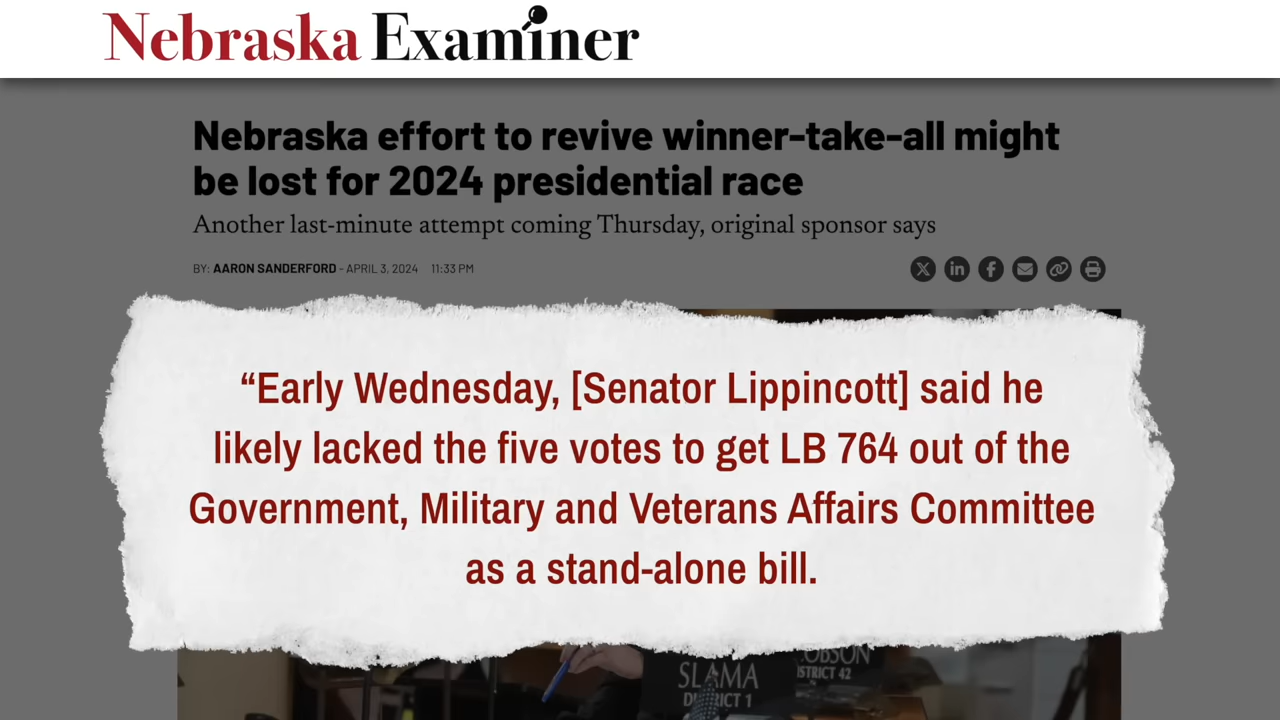 Nebraska Examiner
Nebraska effort to revive winner-take-all might
be lost for 2024 presidential race
Another last-minute attempt coming Thursday, original sponsor says
BY: AARON SANDERFORD - APRIL 3, 2024 11:33 PM
“Early Wednesday, [Senator Lippincott] said he
likely lacked the five votes to get LB 764 out of the
Government, Military and Veterans Affairs Committee
as a stand-alone bill.
SLAMA
DISTRICT 42
DISTRICT 1